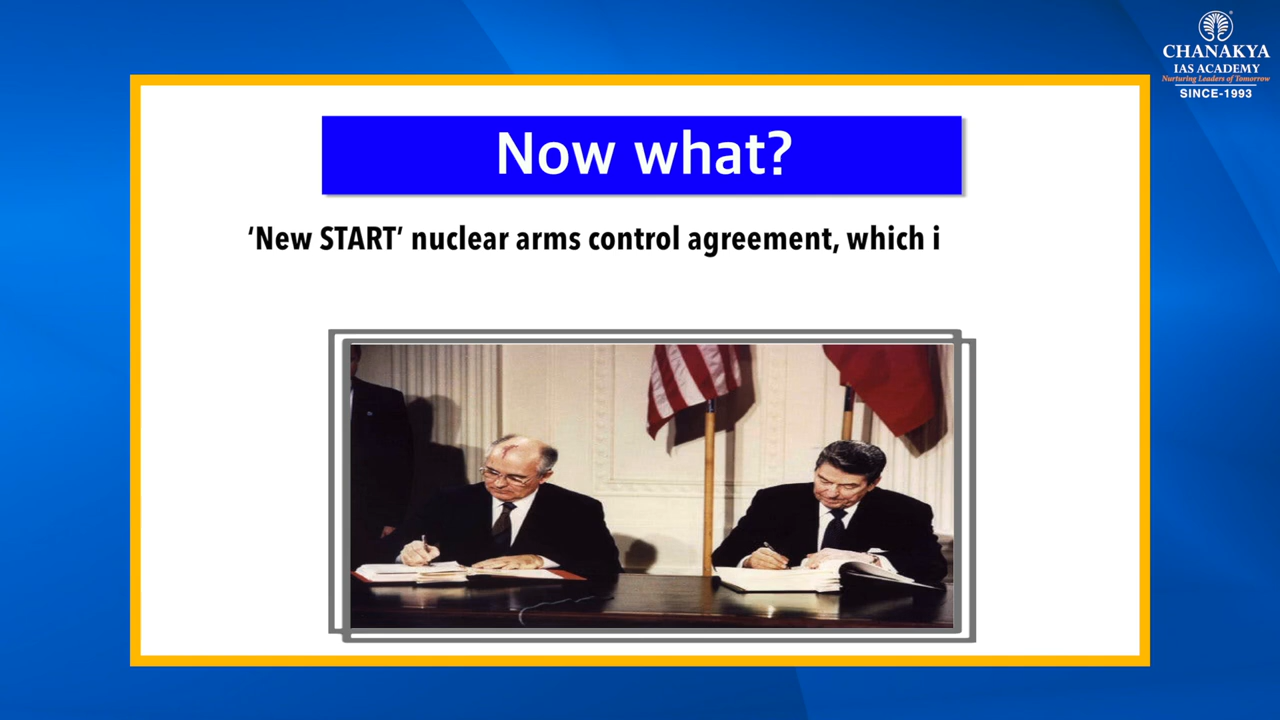 CHANAKYA
IAS ACADEMY
Nurturing Leaders of Tomorrow
SINCE-1993
Now what?
‘New START’ nuclear arms control agreement, which i